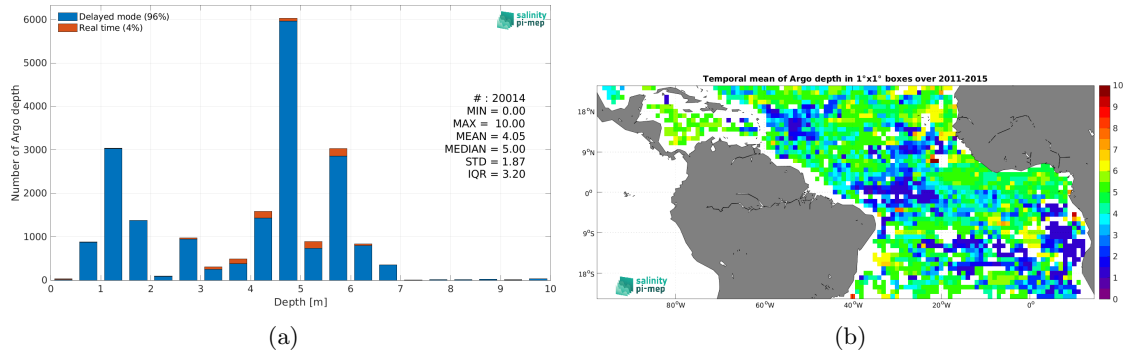 Delayed mode (96%)
Real time (4%)
salinity
pi-mep
# : 20014
MIN = 0.00
MAX = 10.00
MEAN = 4.05
MEDIAN = 5.00
STD = 1.87
IQR = 3.20
Number of Argo depth
6000
5000
4000
3000
2000
1000
0
0 1 2 3 4 5 6 7 8 9 10
Depth [m]
(a)
Temporal mean of Argo depth in 1°x1° boxes over 2011-2015
18°N
9°N
0°
9°S
18°S
80°W 60°W 40°W 20°W 0°
salinity
pi-mep
10
9
8
7
6
5
4
3
2
1
0
(b)